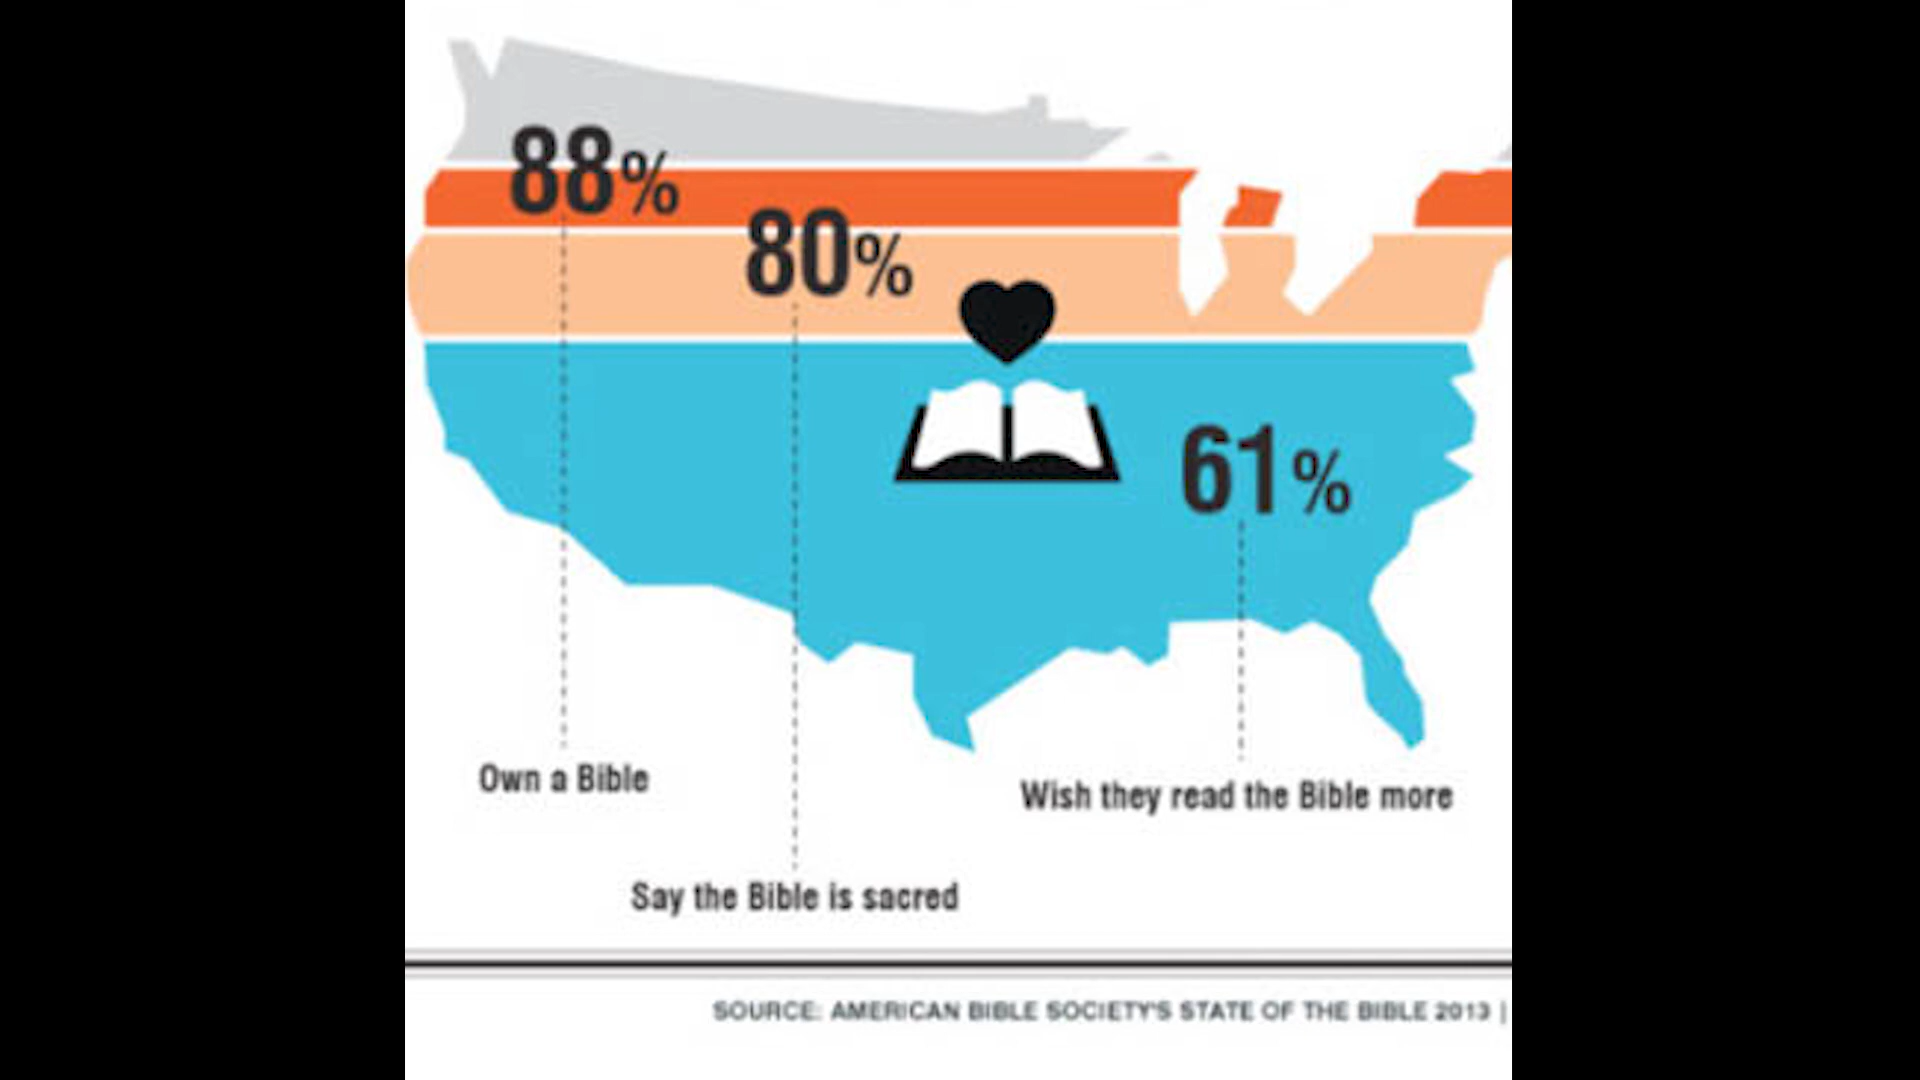 88%
80%
61%
Own a Bible
Wish they read the Bible more
Say the Bible is sacred
SOURCE: AMERICAN BIBLE SOCIETY'S STATE OF THE BIBLE 2013 |